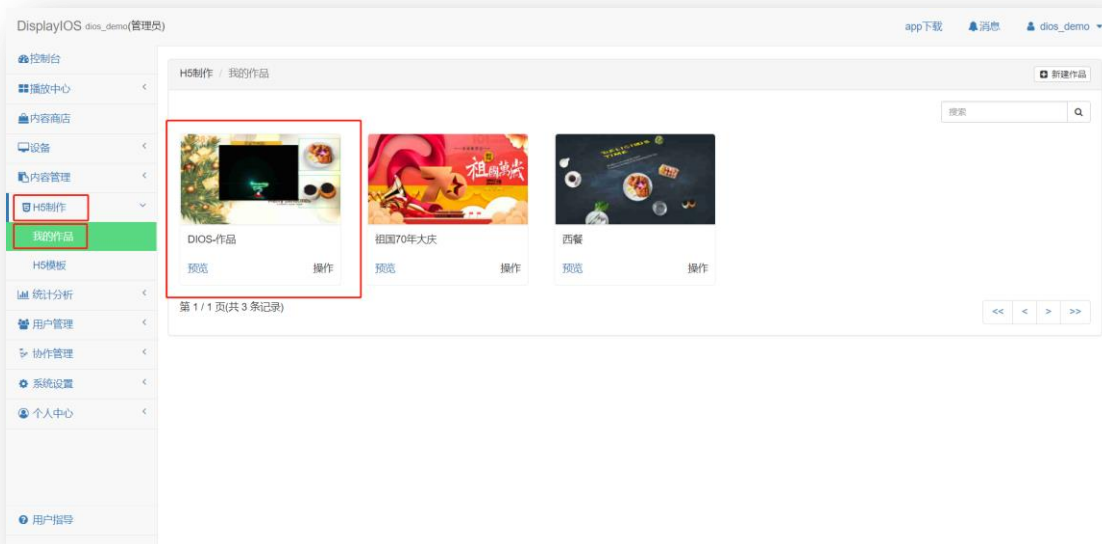 DisplayIOS dios_demo(管理员)
app下载
消息
dios_demo
控制台
播放中心
内容商店
设备
内容管理
H5制作
我的作品
H5模板
统计分析
用户管理
协作管理
系统设置
个人中心
用户指导
H5制作 / 我的作品
新建作品
搜索
DIOS-作品
预览
操作
祖国萬歲
70
祖国70年大庆
预览
操作
西餐
预览
操作
第 1 / 1 页(共 3 条记录)
<< < > >>